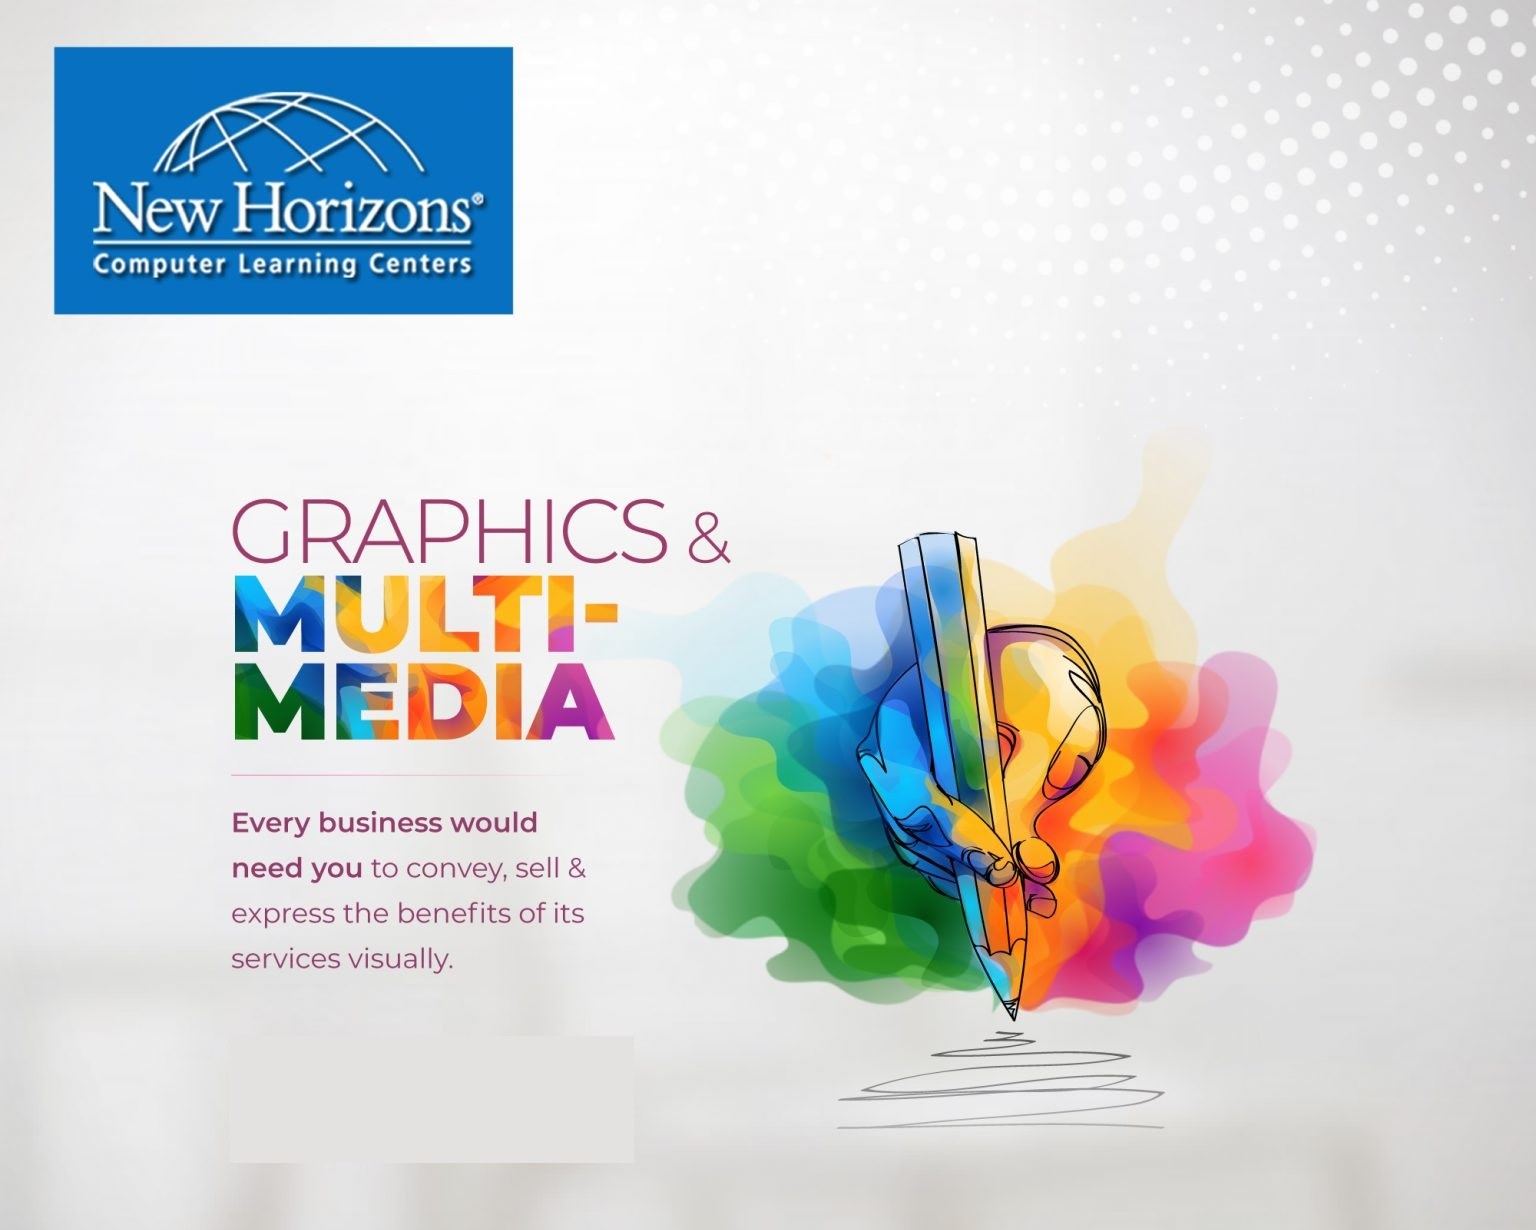 New Horizons®
Computer Learning Centers
GRAPHICS &
MULTI-
MEDIA
Every business would
need you to convey, sell &
express the benefits of its
services visually.